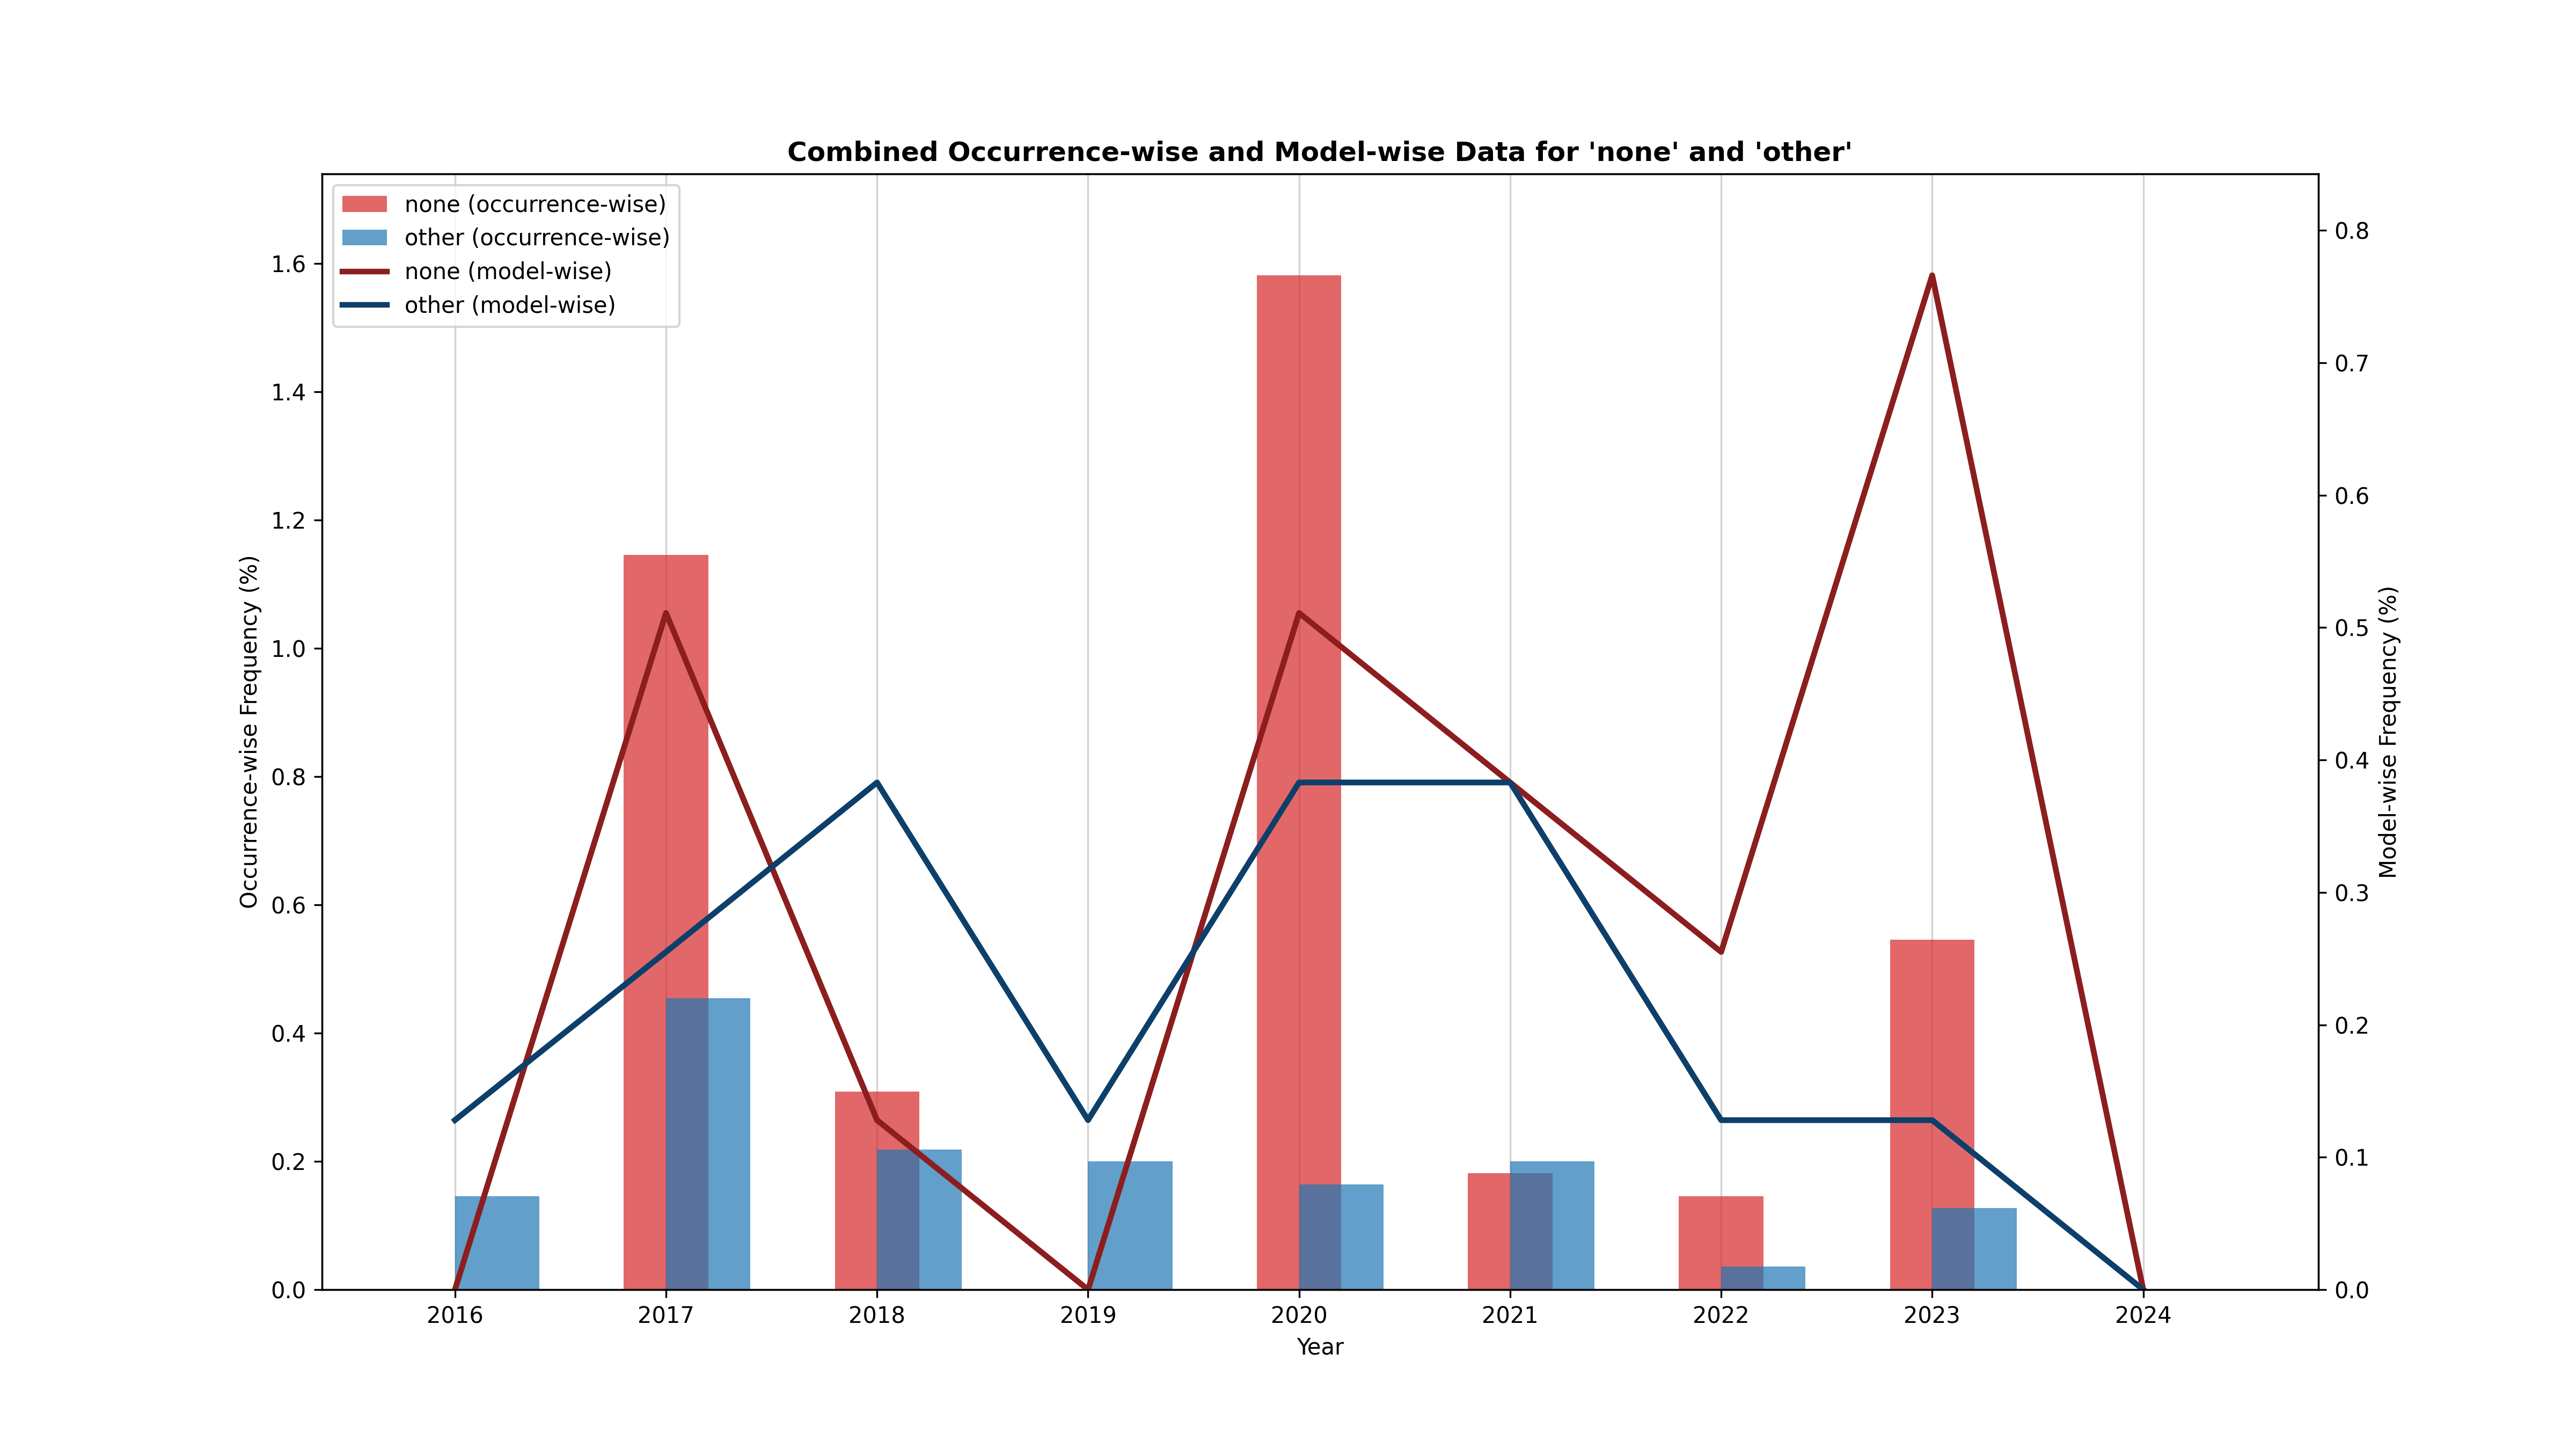 Combined Occurrence-wise and Model-wise Data for 'none' and 'other'
none (occurrence-wise)
other (occurrence-wise)
none (model-wise)
other (model-wise)
1.6
1.4
1.2
1.0
0.8
0.6
0.4
0.2
0.0
Occurrence-wise Frequency (%)
0.8
0.7
0.6
0.5
0.4
0.3
0.2
0.1
0.0
Model-wise Frequency (%)
2016 2017 2018 2019 2020 2021 2022 2023 2024
Year